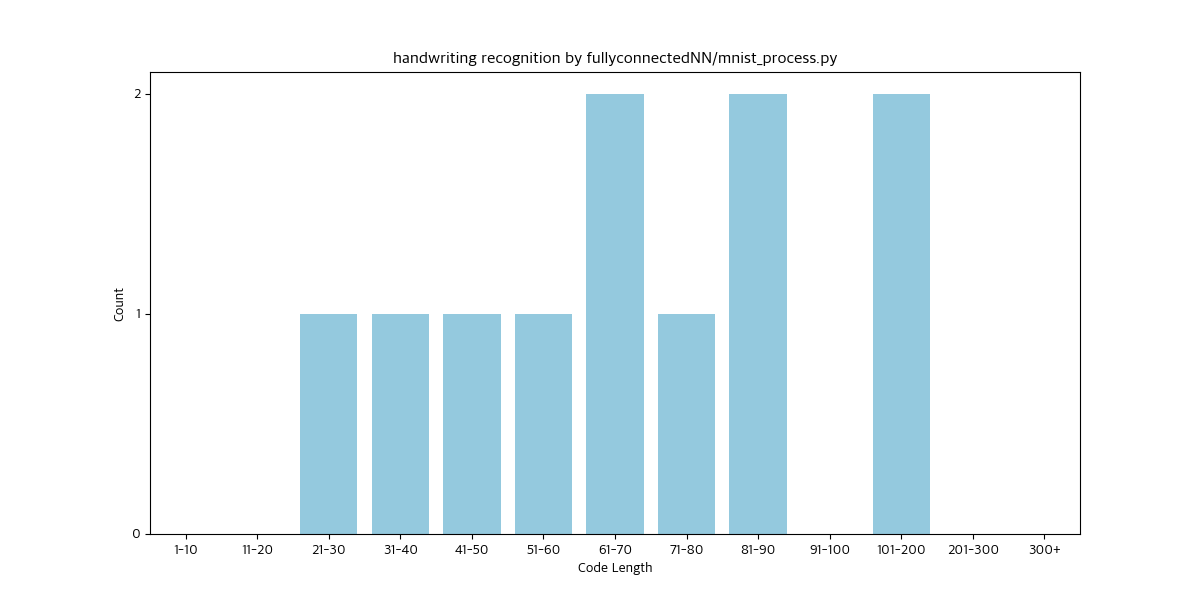 handwriting recognition by fullyconnectedNN/mnist_process.py
2
1
0
Count
1-10 11-20 21-30 31-40 41-50 51-60 61-70 71-80 81-90 91-100 101-200 201-300 300+
Code Length